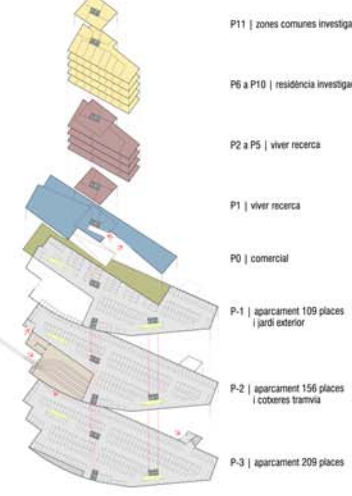 P11 | zones comunes investiga
P6 a P10 | residència investiga
P2 a P5 | viver recerca
P1 | viver recerca
P0 | comercial
P-1 | aparcament 109 places
i jardi exterior
P-2 | aparcament 156 places
i cotxeres tramvia
P-3 | aparcament 209 places